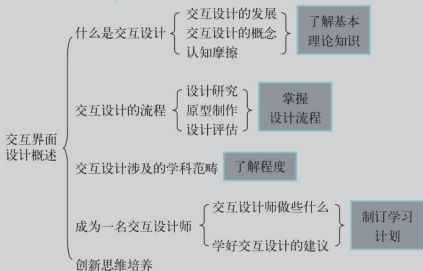 交互界面
设计概述
什么是交互设计
交互设计的发展
交互设计的概念
认知摩擦
了解基本
理论知识
交互设计的流程
设计研究
原型制作
设计评估
掌握
设计流程
交互设计涉及的学科范畴
了解程度
成为一名交互设计师
交互设计师做些什么
学好交互设计的建议
制订学习
计划
创新思维培养